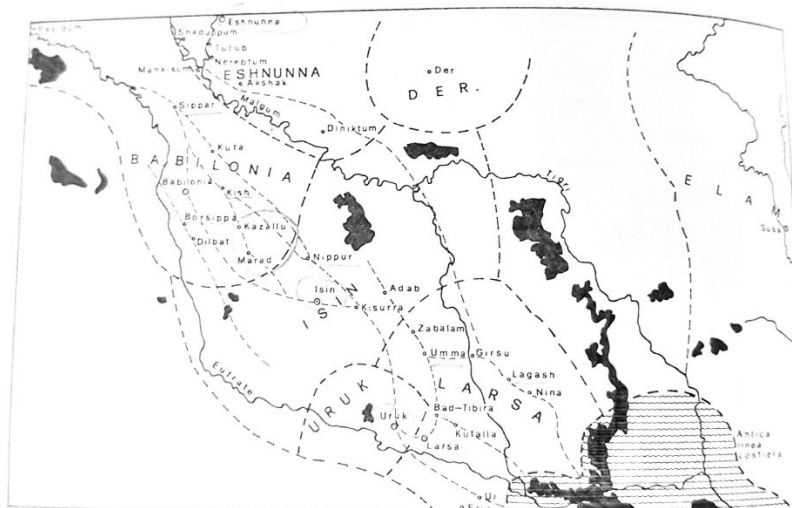 Eshnunna
Shaduppum
Tutub
Nerebtum
Mankisum
ESHNUNNA
Akshak
Der
DER.
Malgum
Sippar
Diniktum
Kuta
BABILONIA
Tigri
ELAM
Babilonia
Kish
Susa
Borsippa
Kazallu
Dilbat
Marad
Nippur
Isin
Adab
ISIN
Kisurra
Zabalam
Umma
Girsu
Eufrate
Lagash
URUK
LARSA
Nina
Uruk
Bad-Tibira
Kutalla
Larsa
Antica
linea
costiera
Ur